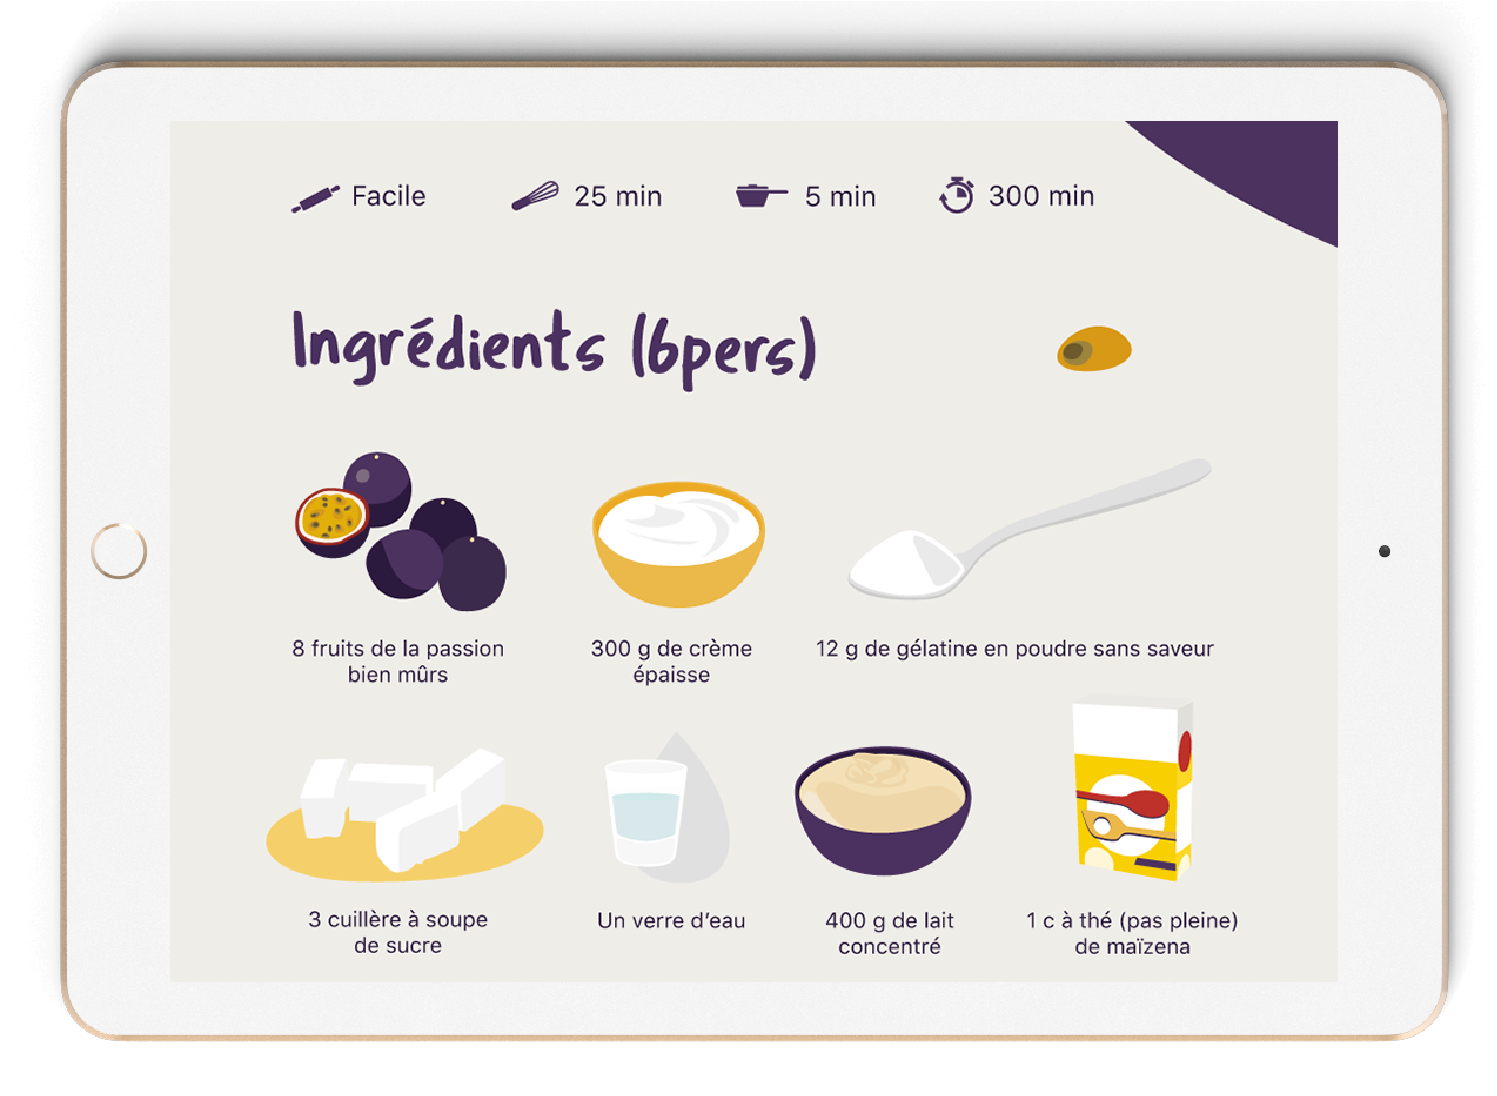 Facile
25 min
5 min
300 min
Ingrédients (6pers)
8 fruits de la passion
bien mûrs
300 g de crème
épaisse
12 g de gélatine en poudre sans saveur
3 cuillère à soupe
de sucre
Un verre d'eau
400 g de lait
concentré
1 c à thé (pas pleine)
de maïzena